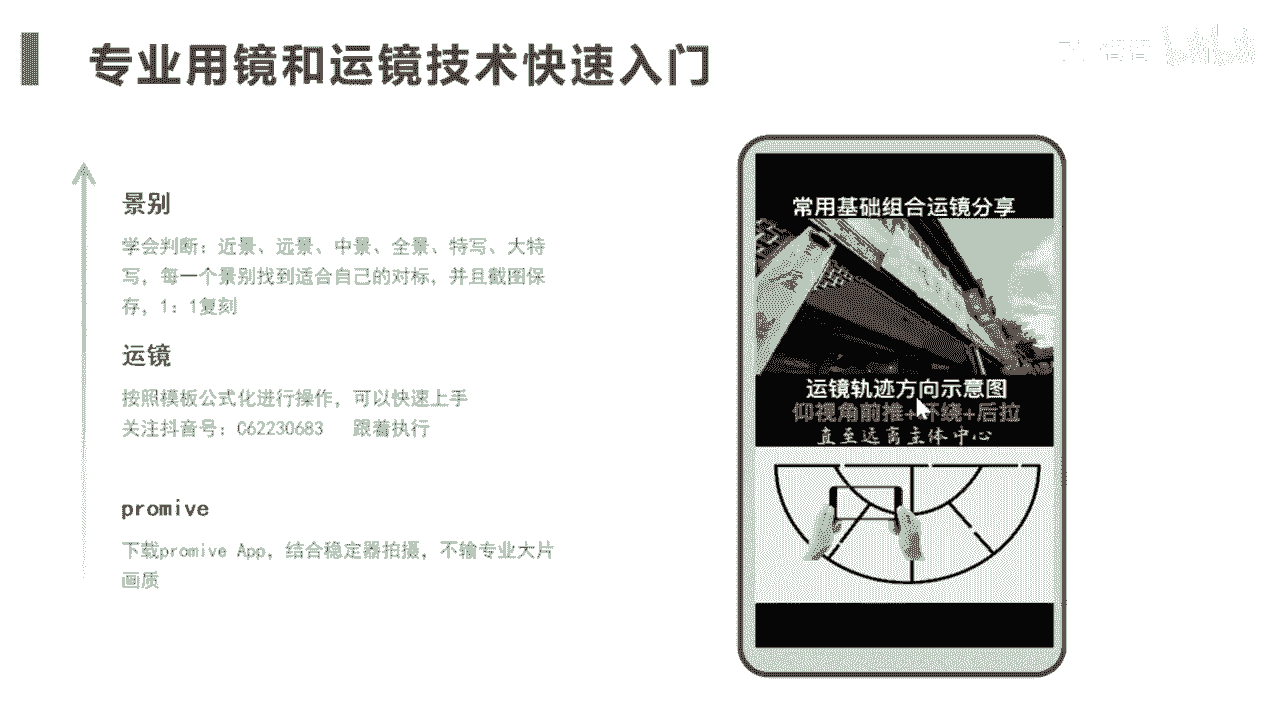 专业用镜和运镜技术快速入门
景别
学会判断：近景、远景、中景、全景、特写、大特
写，每一个景别找到适合自己的对标，并且截图保
存，1：1复刻
运镜
按照模板公式化进行操作，可以快速上手
关注抖音号：C62230683 跟着执行
promive
下载promive App，结合稳定器拍摄，不输专业大片
画质
常用基础组合运镜分享
运镜轨迹方向示意图
仰视角前推+环绕+后拉
直至远离主体中心